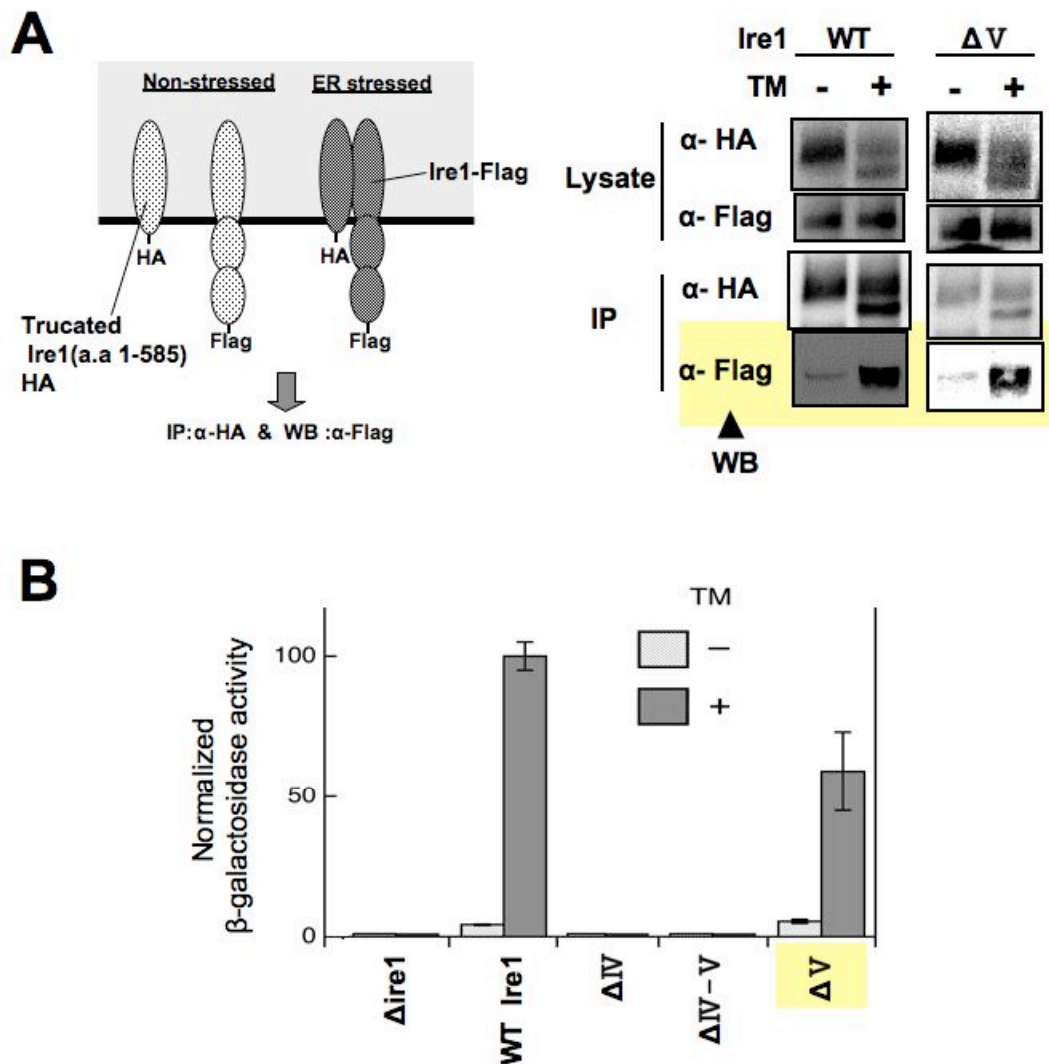 A
Non-stressed ER stressed
Ire1-Flag
HA HA
Trucated
Ire1(a.a 1-585)
HA
Flag Flag
IP:α-HA & WB :α-Flag
Ire1 WT ΔⅤ
TM - + - +
Lysate
α- HA
α- Flag
IP
α- HA
α- Flag
WB
B
TM
−
+
Normalized
β-galactosidase activity
100
50
0
Δire1
WT Ire1
ΔⅣ
ΔⅣ-Ⅴ
ΔⅤ